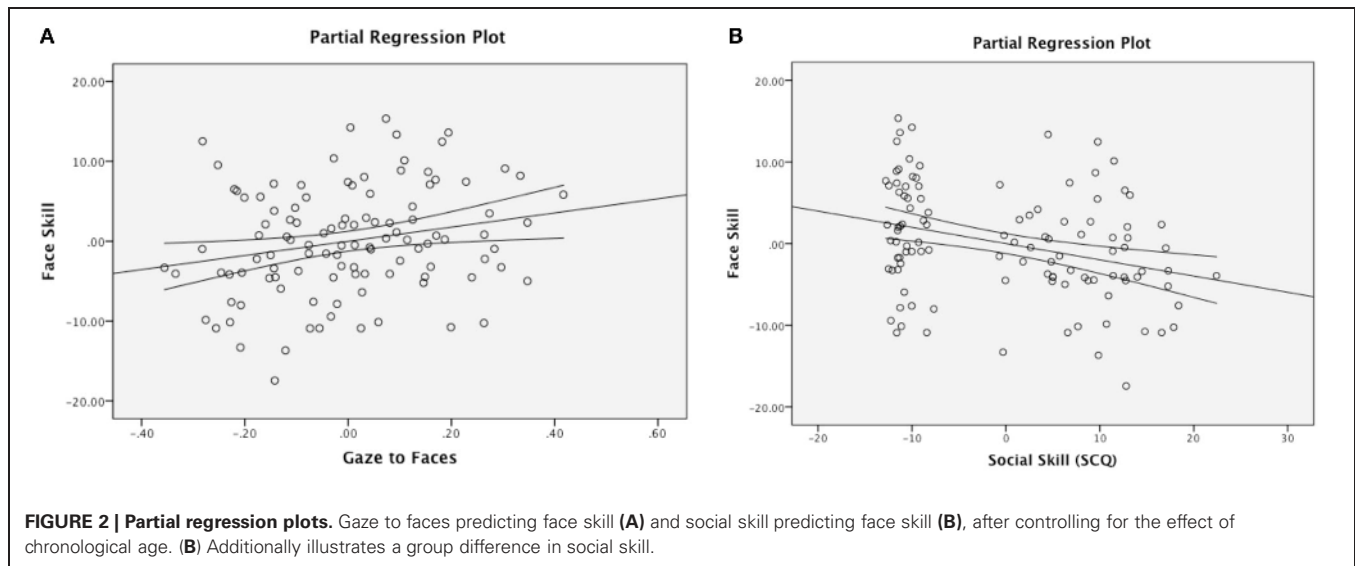 A
Partial Regression Plot
20.00
10.00
.00
-10.00
-20.00
Face Skill
-.40
-.20
.00
.20
.40
.60
Gaze to Faces
B
Partial Regression Plot
20.00
10.00
.00
-10.00
-20.00
Face Skill
-20
-10
0
10
20
30
Social Skill (SCQ)
FIGURE 2 | Partial regression plots. Gaze to faces predicting face skill (A) and social skill predicting face skill (B), after controlling for the effect of
chronological age. (B) Additionally illustrates a group difference in social skill.